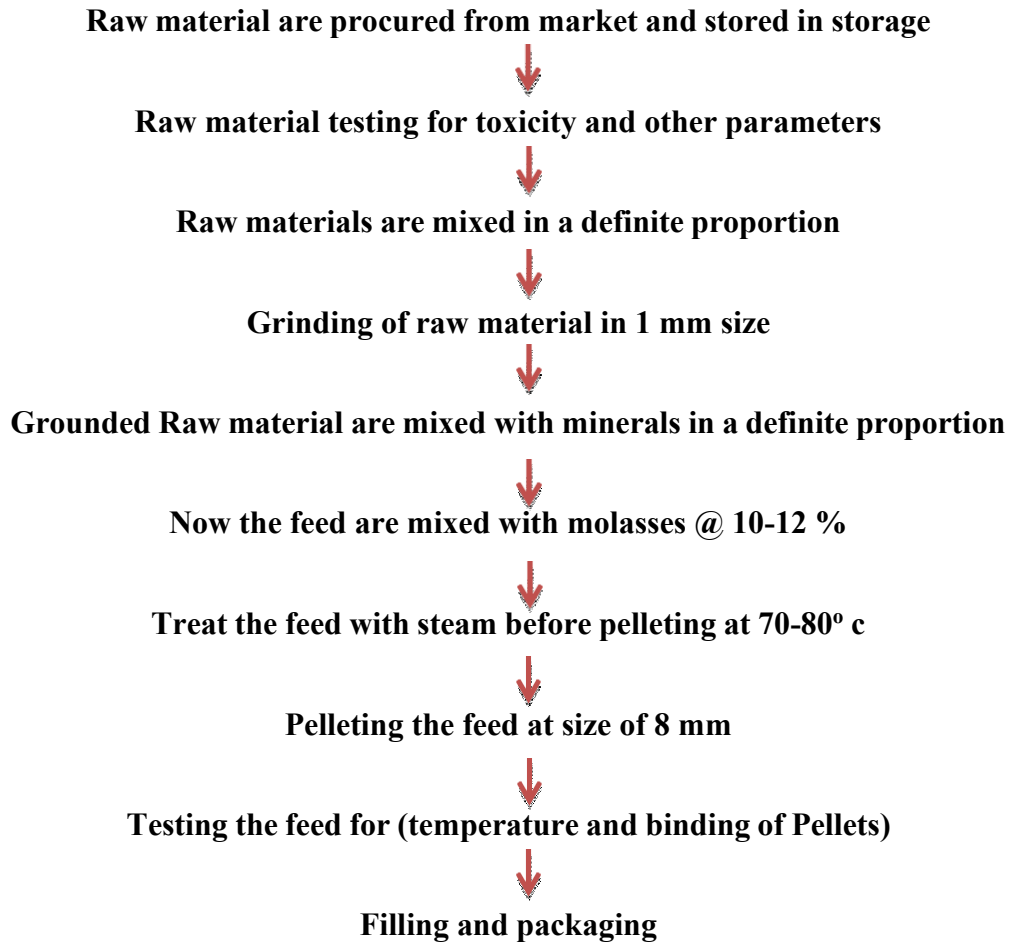 Raw material are procured from market and stored in storage
Raw material testing for toxicity and other parameters
Raw materials are mixed in a definite proportion
Grinding of raw material in 1 mm size
Grounded Raw material are mixed with minerals in a definite proportion
Now the feed are mixed with molasses @ 10-12 %
Treat the feed with steam before pelleting at 70-80º c
Pelleting the feed at size of 8 mm
Testing the feed for (temperature and binding of Pellets)
Filling and packaging